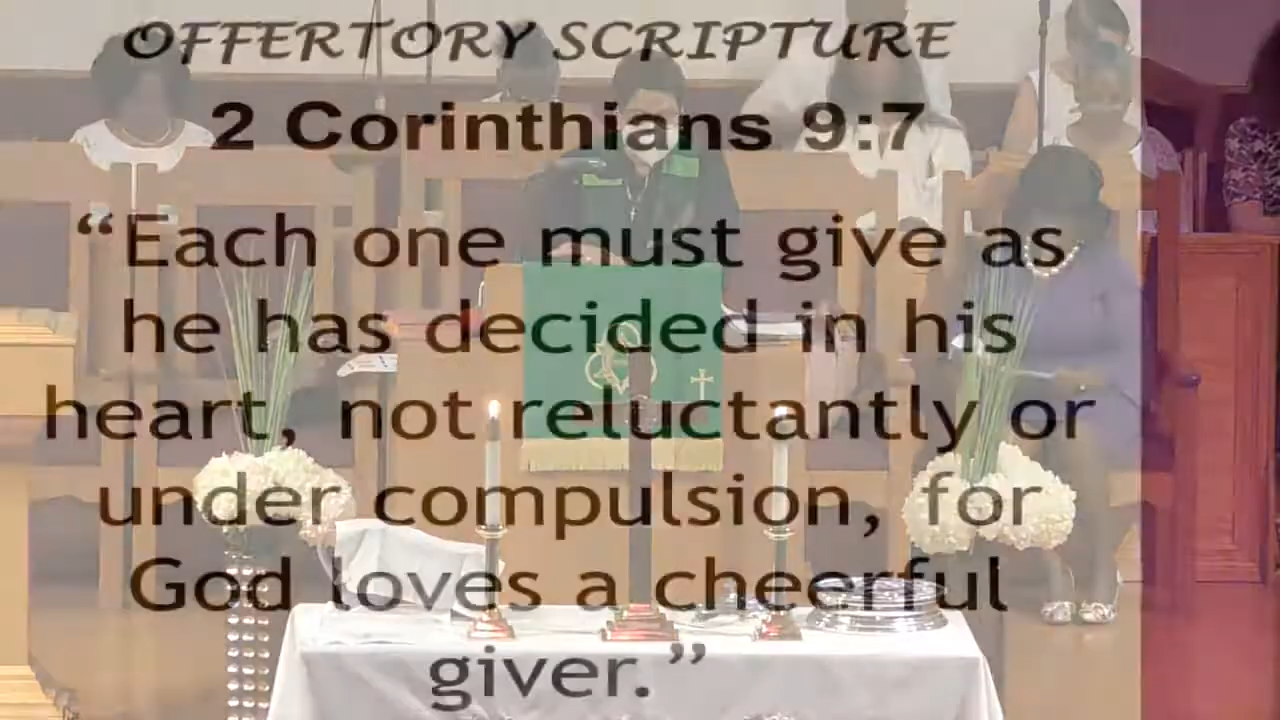 OFFERTORY SCRIPTURE
2 Corinthians 9:7
“Each one must give as
he has decided in his
heart, not reluctantly or
under compulsion, for
God loves a cheerful
giver.”